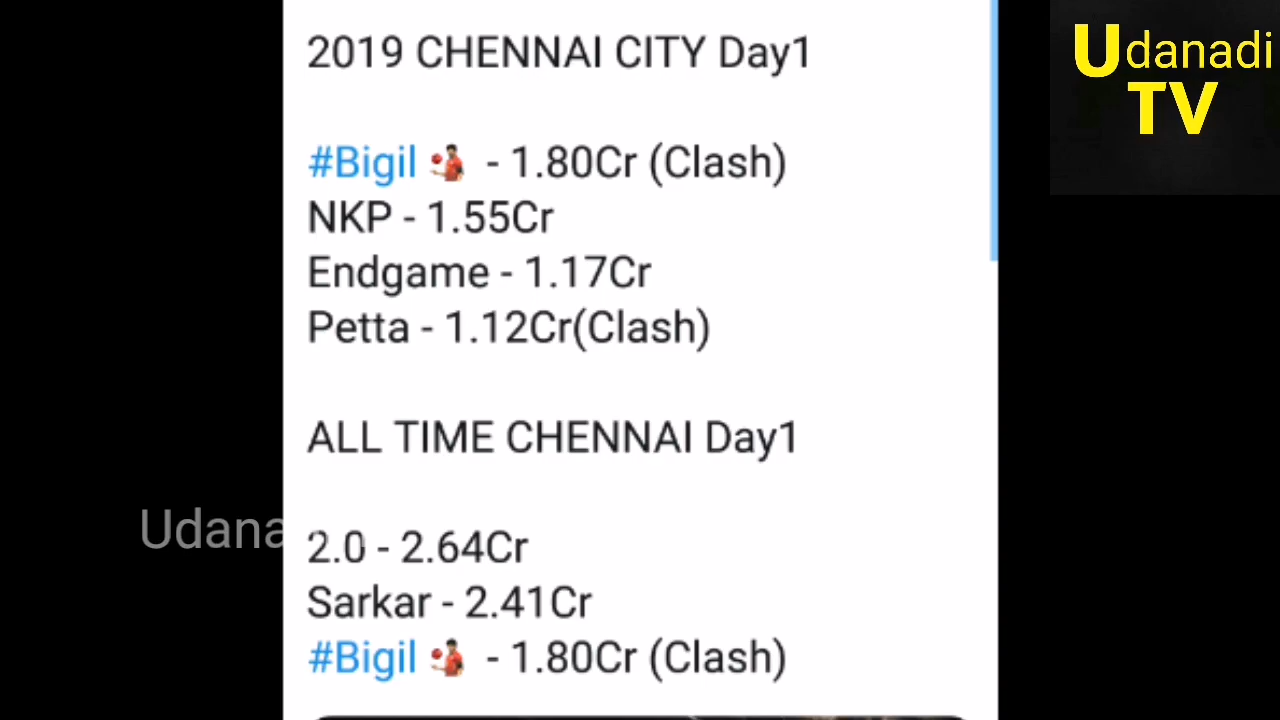 2019 CHENNAI CITY Day1
#Bigil - 1.80Cr (Clash)
NKP - 1.55Cr
Endgame - 1.17Cr
Petta - 1.12Cr(Clash)
ALL TIME CHENNAI Day1
2.0 - 2.64Cr
Sarkar - 2.41Cr
#Bigil - 1.80Cr (Clash)
Udanadi
TV
Udana